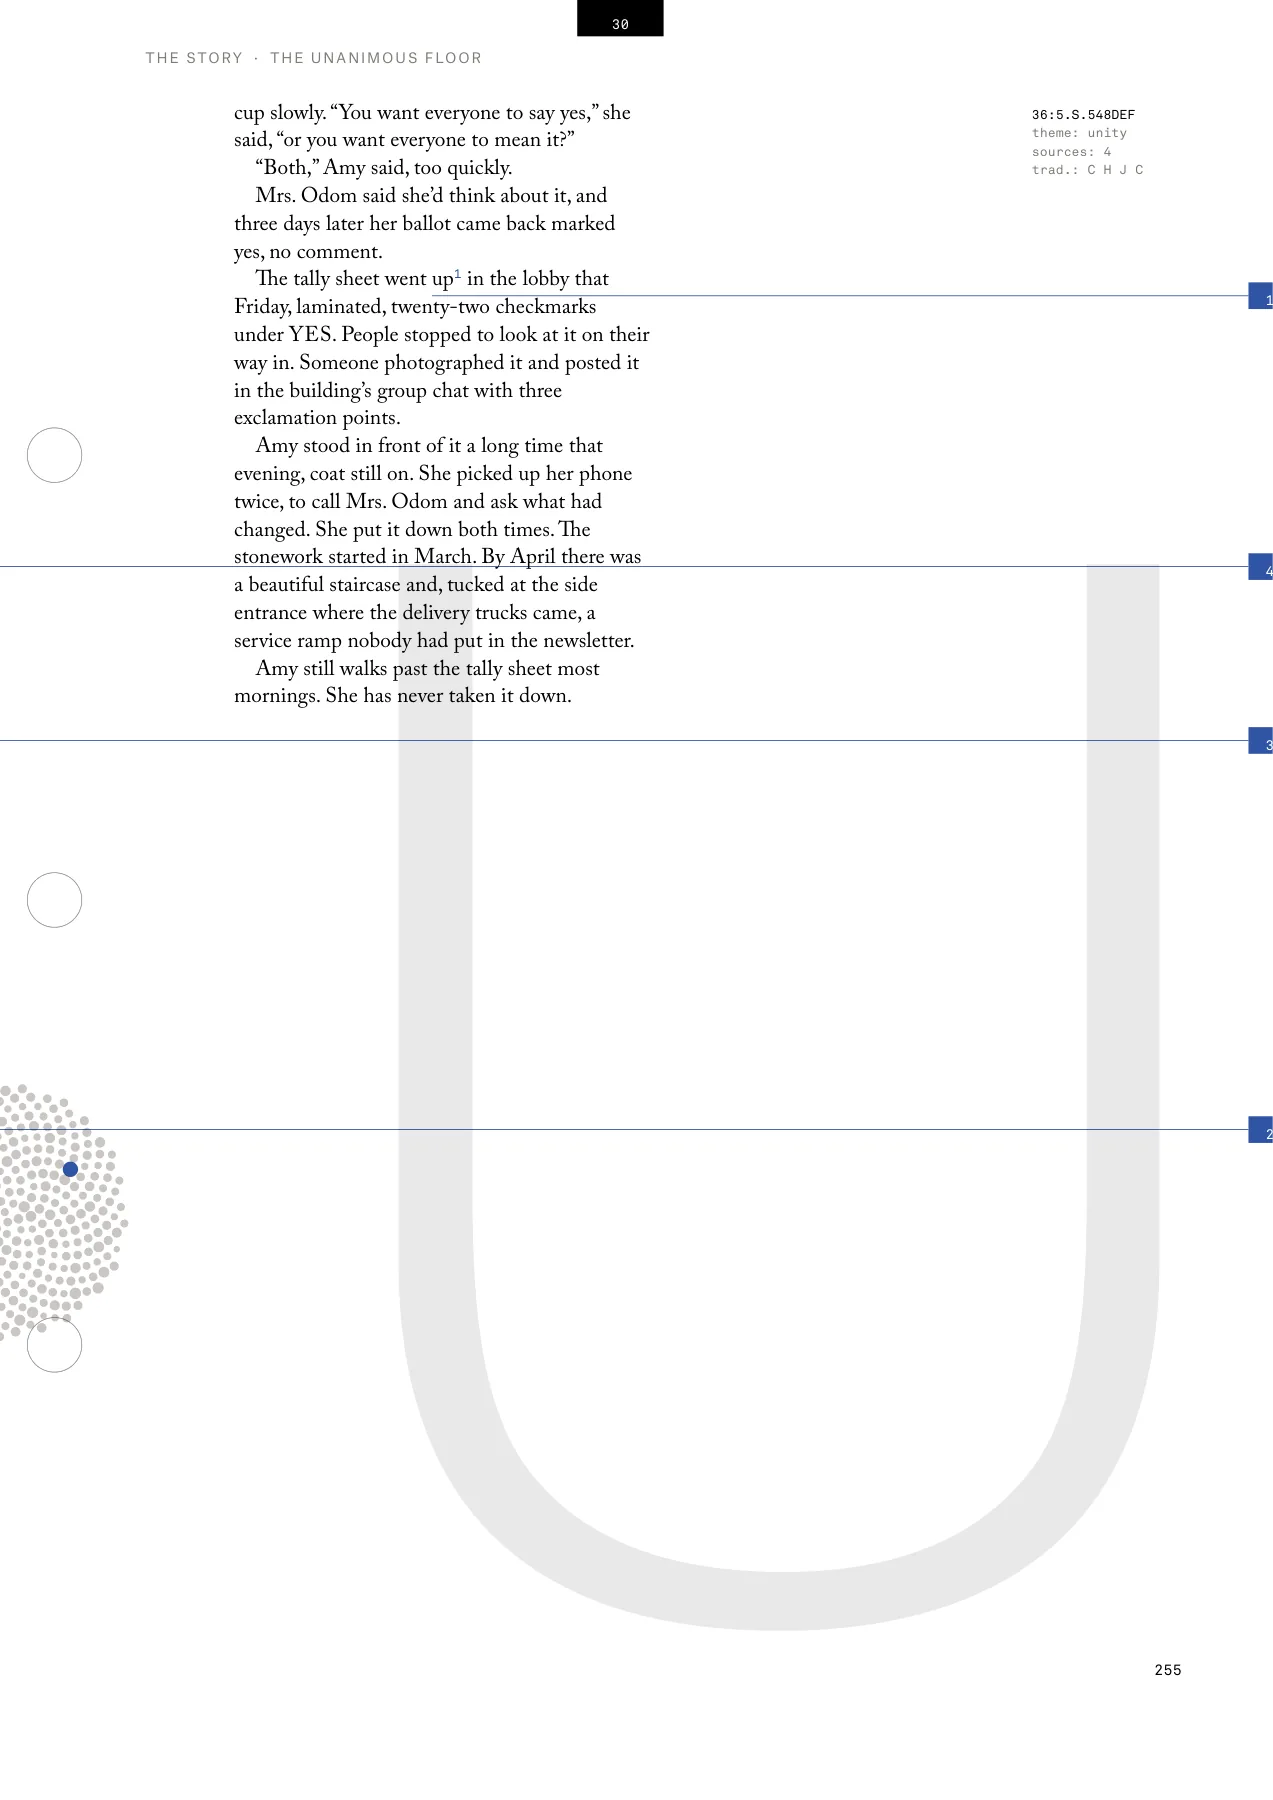 30
THE STORY · THE UNANIMOUS FLOOR
cup slowly. “You want everyone to say yes,” she
said, “or you want everyone to mean it?”
“Both,” Amy said, too quickly.
Mrs. Odom said she’d think about it, and
three days later her ballot came back marked
yes, no comment.
The tally sheet went up¹ in the lobby that
Friday, laminated, twenty-two checkmarks
under YES. People stopped to look at it on their
way in. Someone photographed it and posted it
in the building’s group chat with three
exclamation points.
Amy stood in front of it a long time that
evening, coat still on. She picked up her phone
twice, to call Mrs. Odom and ask what had
changed. She put it down both times. The
stonework started in March. By April there was
a beautiful staircase and, tucked at the side
entrance where the delivery trucks came, a
service ramp nobody had put in the newsletter.
Amy still walks past the tally sheet most
mornings. She has never taken it down.
36:5.S.548DEF
theme: unity
sources: 4
trad.: C H J C
1
4
3
2
U
255